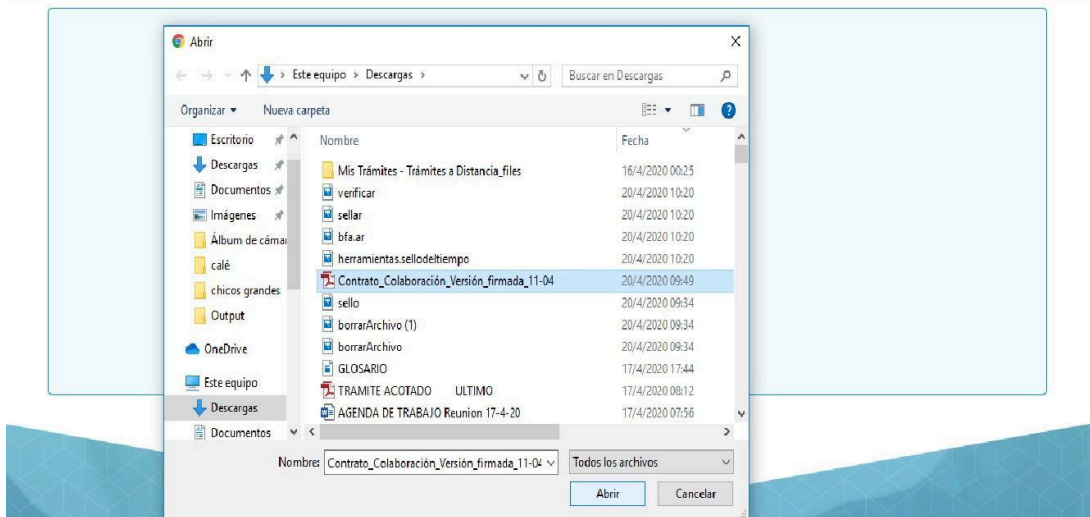 Abrir
Este equipo > Descargas >
Buscar en Descargas
Organizar
Nueva carpeta
Escritorio
Descargas
Documentos
Imágenes
Álbum de cámar
calé
chicos grandes
Output
OneDrive
Este equipo
Descargas
Documentos
Nombre Fecha
Mis Trámites - Trámites a Distancia_files 16/4/2020 00:25
verificar 20/4/2020 10:20
sellar 20/4/2020 10:20
bfa.ar 20/4/2020 10:20
herramientas.sellodeltiempo 20/4/2020 10:20
Contrato_Colaboración_Versión_firmada_11-04 20/4/2020 09:49
sello 20/4/2020 09:34
borrarArchivo (1) 20/4/2020 09:34
borrarArchivo 20/4/2020 09:34
GLOSARIO 17/4/2020 17:44
TRAMITE ACOTADO ULTIMO 17/4/2020 08:12
AGENDA DE TRABAJO Reunion 17-4-20 17/4/2020 07:56
Nombre: Contrato_Colaboración_Versión_firmada_11-04
Todos los archivos
Abrir
Cancelar